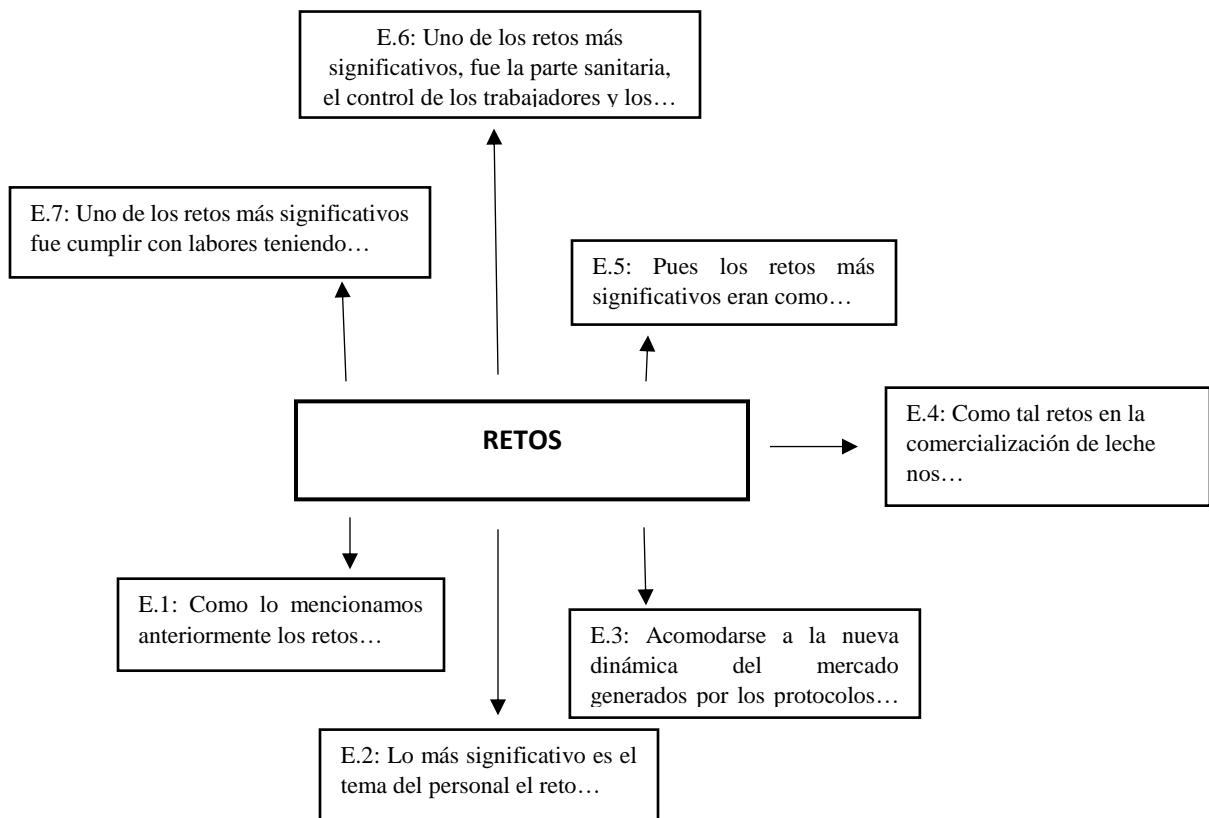 E.6: Uno de los retos más
significativos, fue la parte sanitaria,
el control de los trabajadores y los…
E.7: Uno de los retos más significativos
fue cumplir con labores teniendo…
E.5: Pues los retos más
significativos eran como…
E.4: Como tal retos en la
comercialización de leche
nos…
RETOS
E.1: Como lo mencionamos
anteriormente los retos…
E.3: Acomodarse a la nueva
dinámica del mercado
generados por los protocolos…
E.2: Lo más significativo es el
tema del personal el reto…